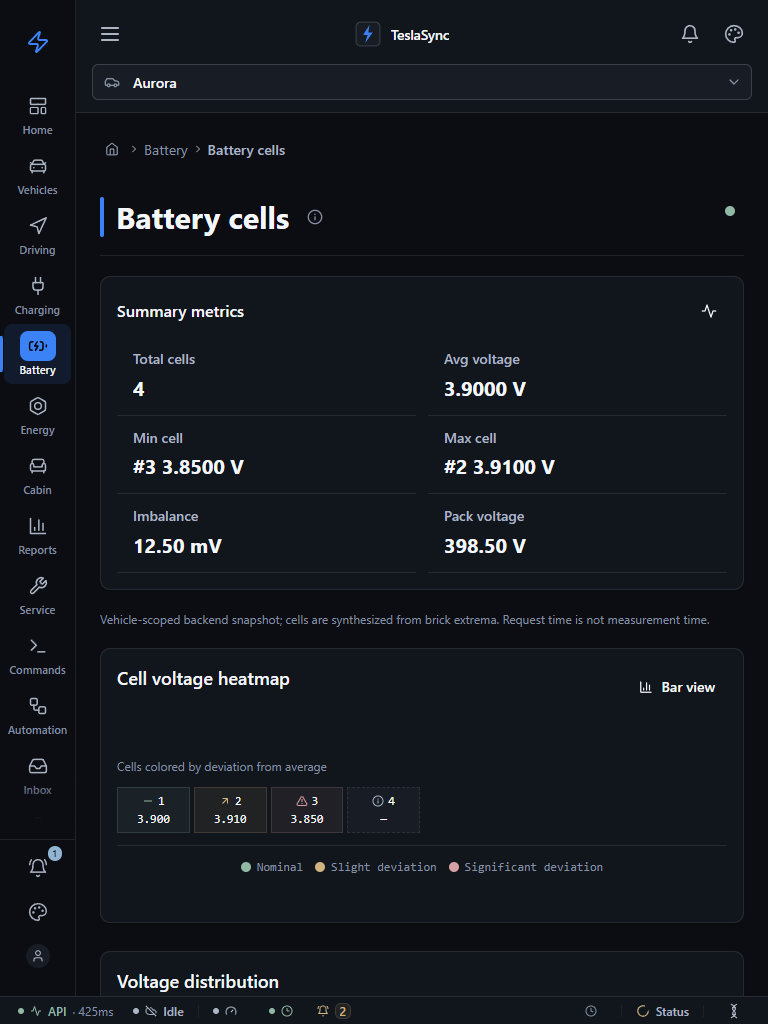 TeslaSync
Aurora
Home
Vehicles
Driving
Charging
Battery
Energy
Cabin
Reports
Service
Commands
Automation
Inbox
1
Battery
Battery cells
Battery cells
Summary metrics
Total cells
4
Avg voltage
3.9000 V
Min cell
#3 3.8500 V
Max cell
#2 3.9100 V
Imbalance
12.50 mV
Pack voltage
398.50 V
Vehicle-scoped backend snapshot; cells are synthesized from brick extrema. Request time is not measurement time.
Cell voltage heatmap
Bar view
Cells colored by deviation from average
1
3.900
2
3.910
3
3.850
4
—
Nominal
Slight deviation
Significant deviation
Voltage distribution
API · 425ms
Idle
2
Status